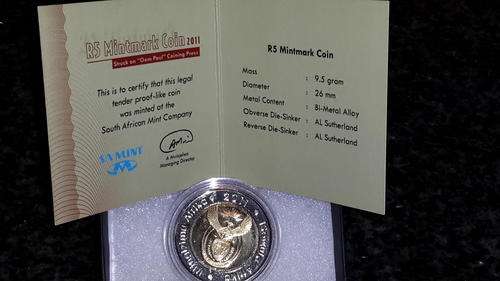 R5 Mintmark Coin 2011
Struck on "Oom Paul" Coining Press
This is to certify that this legal
tender proof-like coin
was minted at the
South African Mint Company
SA MINT
A Mulaudzi
Managing Director
R5 Mintmark Coin
Mass : 9.5 gram
Diameter : 26 mm
Metal Content : Bi-Metal Alloy
Obverse Die-Sinker : AL Sutherland
Reverse Die-Sinker : AL Sutherland
2011